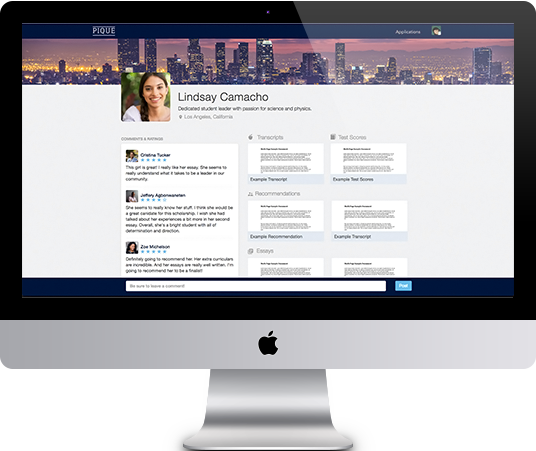 PIQUE
Applications
Lindsay Camacho
Dedicated student leader with passion for science and physics.
Los Angeles, California
COMMENTS & RATINGS
Cristina Tucker
This girl is great! I really like her essay. She seems to
really understand what it takes to be a leader in our
community.
Jeffery
She seems to really know her stuff. I think she would be
a great candidate for this scholarship. I wish she had
talked about her experiences a bit more in her second
essay. Overall, she's a bright student with all of
determination and direction.
Zoe Michelson
Definitely going to recommend her. Her extra curriculars
are incredible. And her essays are really well written. I'm
going to recommend her to be a finalist!
Transcripts
Test Scores
Example Transcript
Example Test Scores
Recommendations
Example Recommendation
Example Transcript
Essays
Be sure to leave a comment!
Post